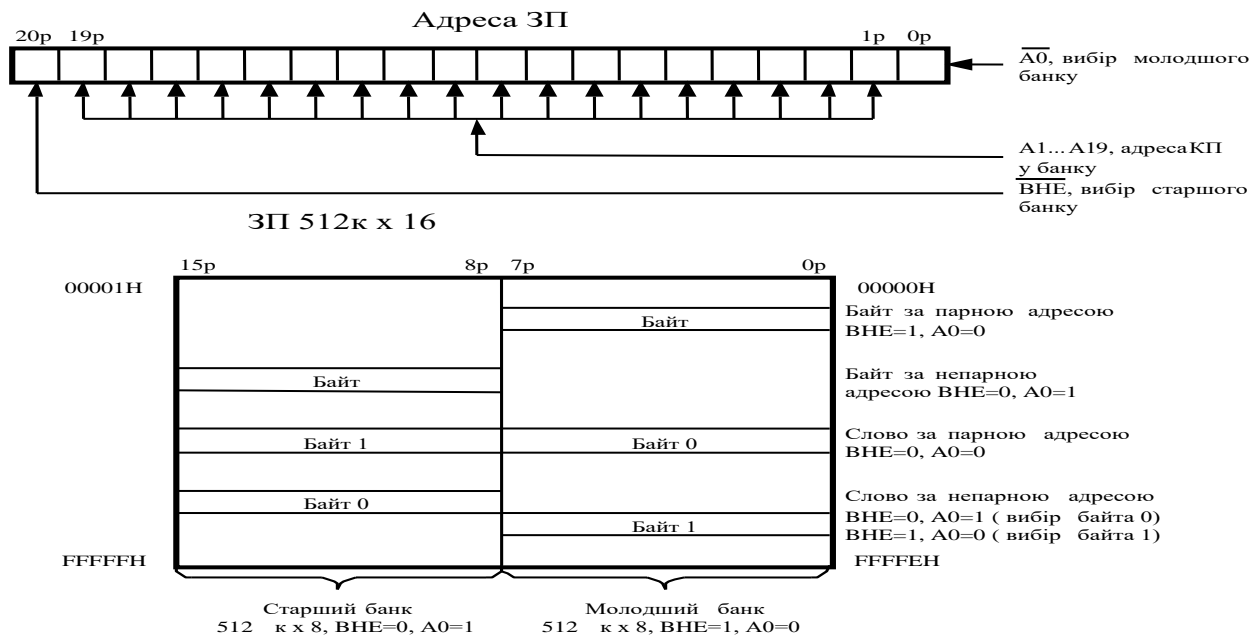 Адреса ЗП
20р 19р 1р 0р
A0, вибір молодшого
банку
А1... А19, адресаКП
у банку
BHE, вибір старшого
банку
ЗП 512к х 16
15р 8р 7р 0р
00001H 00000H
Байт за парною адресою
Байт
BHE=1, A0=0
Байт за непарною
Байт
адресою BHE=0, A0=1
Слово за парною адресою
Байт 1 Байт 0
BHE=0, A0=0
Слово за непарною адресою
Байт 0
BHE=0, A0=1 ( вибір байта 0)
Байт 1
BHE=1, A0=0 ( вибір байта 1)
FFFFFH FFFFEH
Старший банк Молодший банк
512 к х 8, BHE=0, A0=1 512 к х 8, BHE=1, A0=0